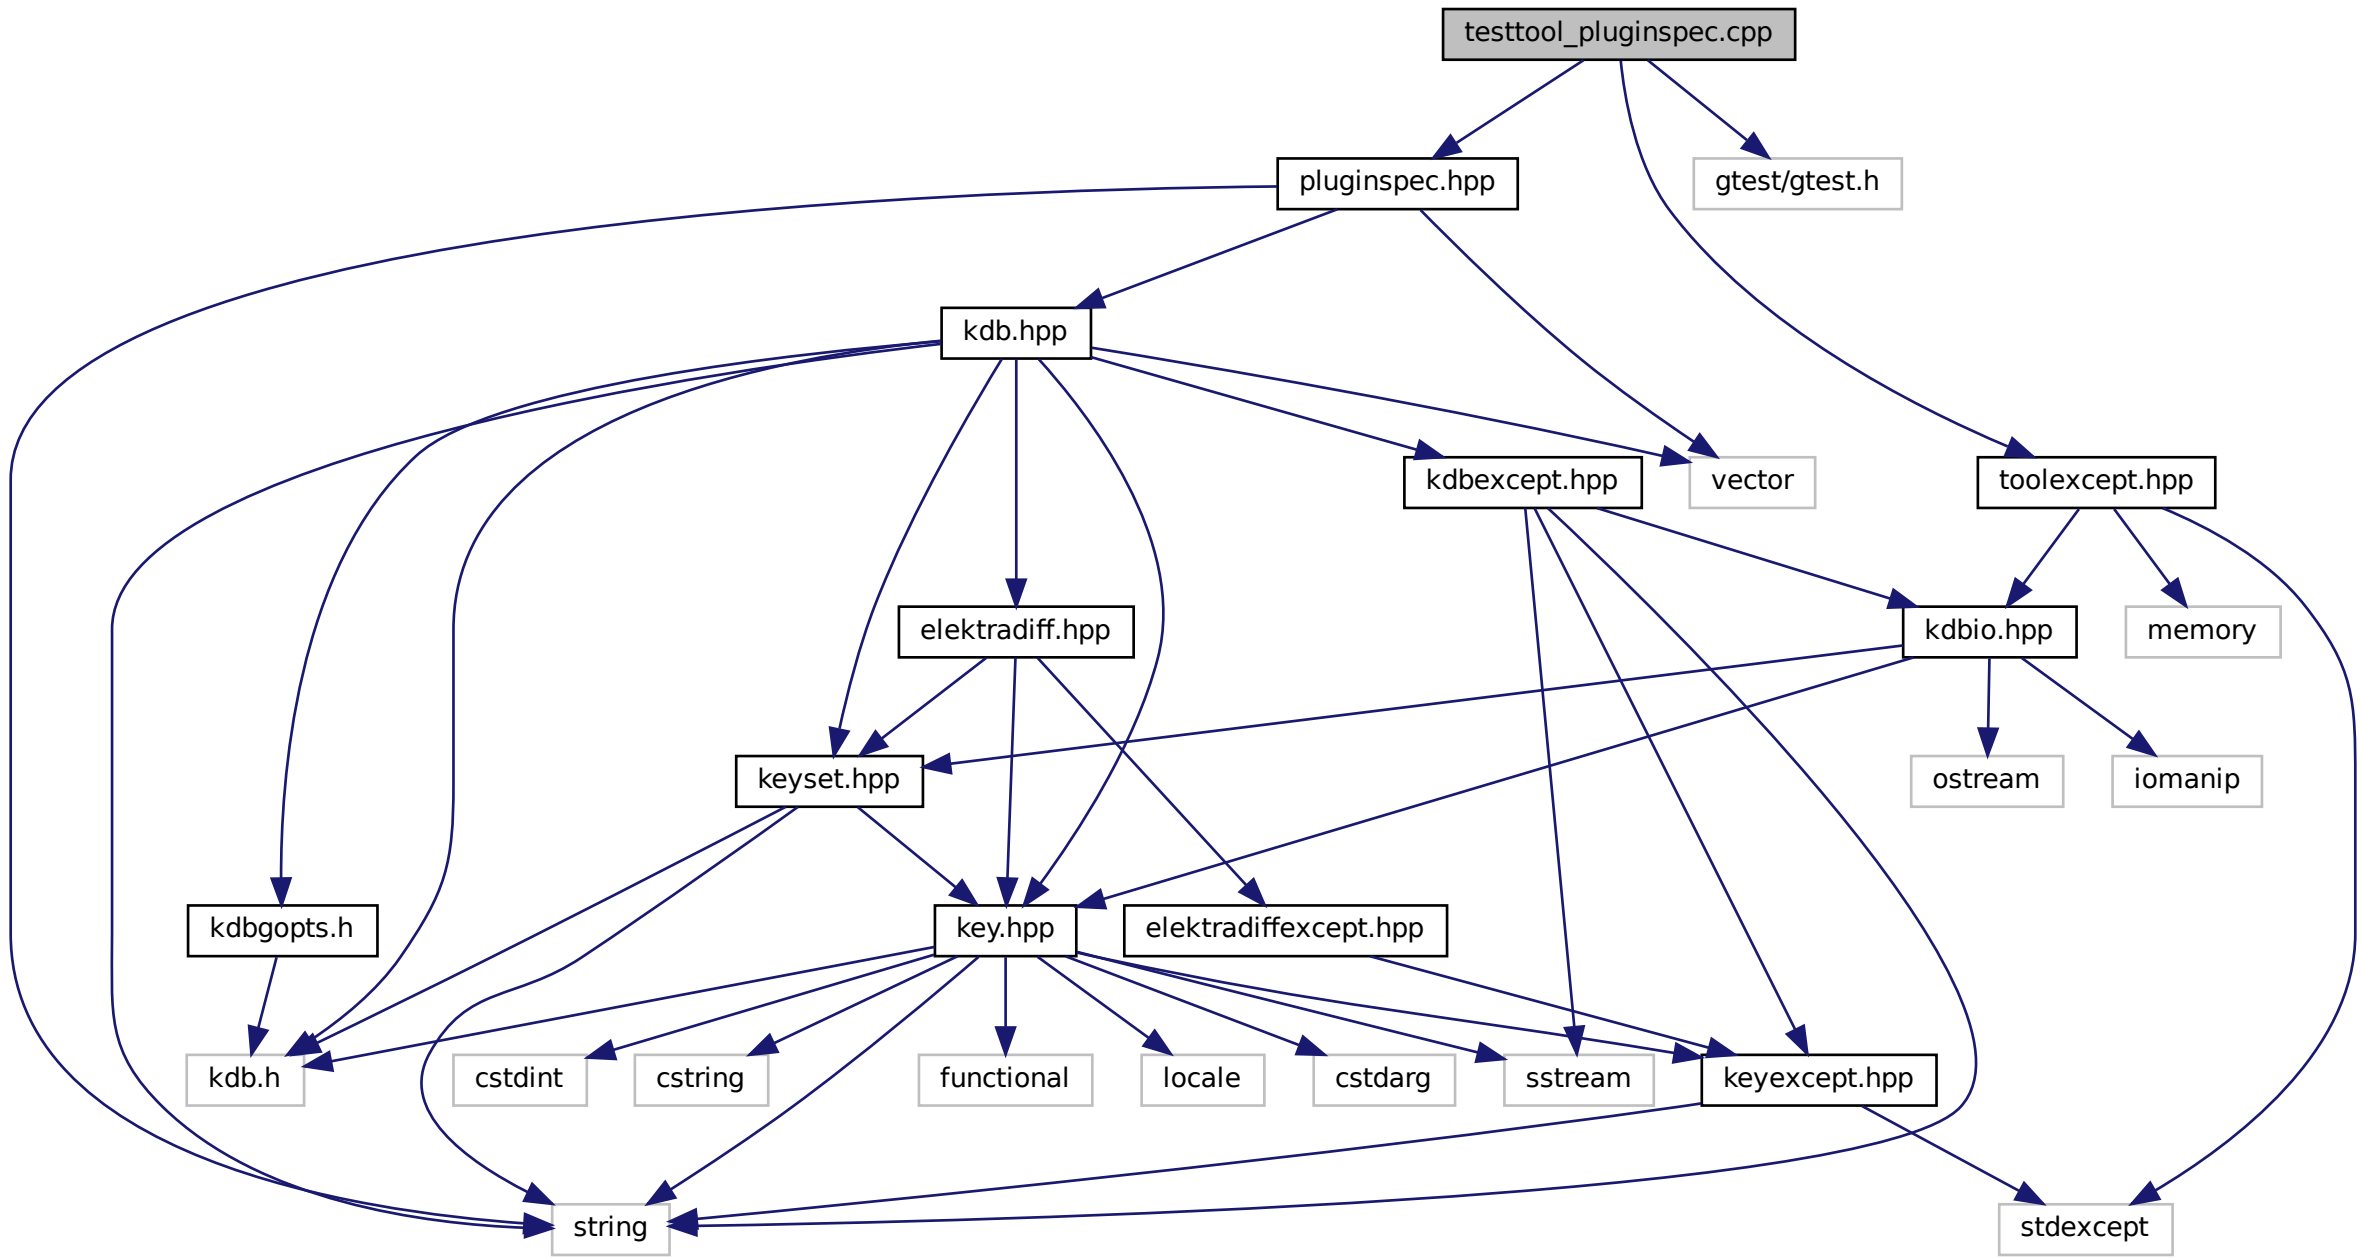 testtool_pluginspec.cpp
pluginspec.hpp
gtest/gtest.h
kdb.hpp
kdbexcept.hpp
vector
toolexcept.hpp
elektradiff.hpp
kdbio.hpp
memory
keyset.hpp
ostream
iomanip
kdbgopts.h
key.hpp
elektradiffexcept.hpp
kdb.h
cstdint
cstring
functional
locale
cstdarg
sstream
keyexcept.hpp
string
stdexcept